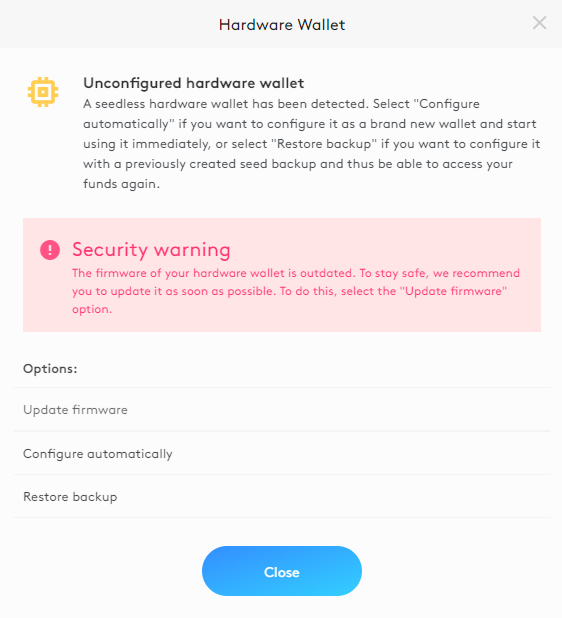 Hardware Wallet
Unconfigured hardware wallet
A seedless hardware wallet has been detected. Select "Configure
automatically" if you want to configure it as a brand new wallet and start
using it immediately, or select "Restore backup" if you want to configure it
with a previously created seed backup and thus be able to access your
funds again.
Security warning
The firmware of your hardware wallet is outdated. To stay safe, we recommend
you to update it as soon as possible. To do this, select the "Update firmware"
option.
Options:
Update firmware
Configure automatically
Restore backup
Close